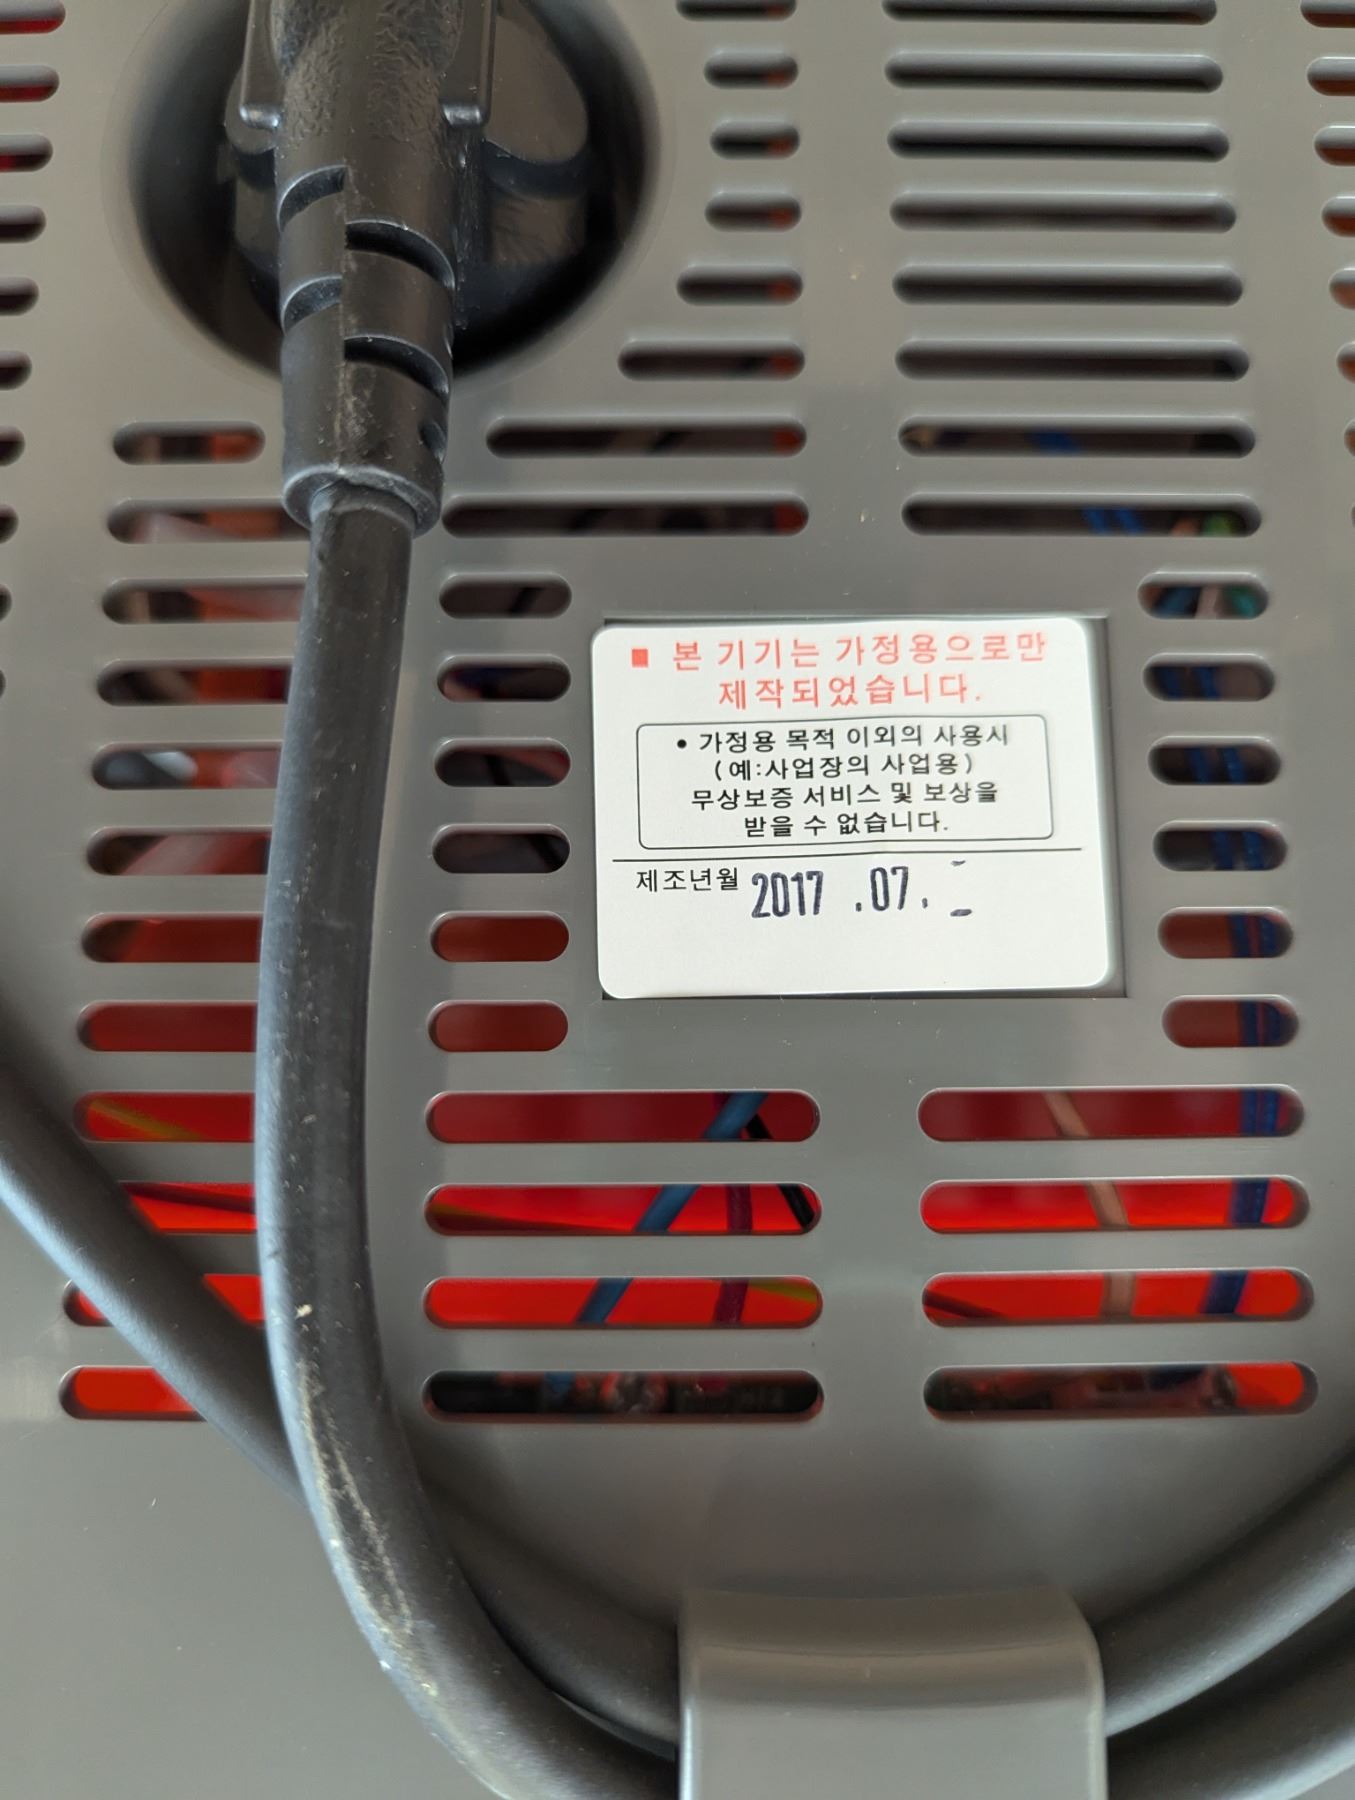 ■ 본 기기는 가정용으로만
제작되었습니다.
• 가정용 목적 이외의 사용시
(예:사업장의 사업용)
무상보증 서비스 및 보상을
받을 수 없습니다.
제조년월 2017 .07.